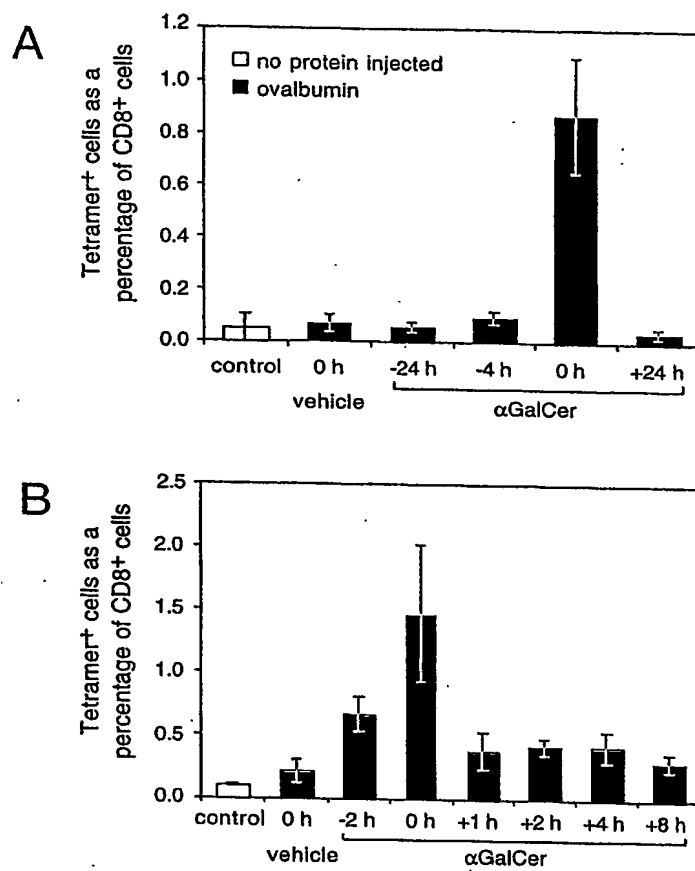 A
Tetramer+ cells as a
percentage of CD8+ cells
1.2
1.0
0.8
0.6
0.4
0.2
0.0
no protein injected
ovalbumin
control 0 h -24 h -4 h 0 h +24 h
vehicle αGalCer
B
Tetramer+ cells as a
percentage of CD8+ cells
2.5
2.0
1.5
1.0
0.5
0.0
control 0 h -2 h 0 h +1 h +2 h +4 h +8 h
vehicle αGalCer